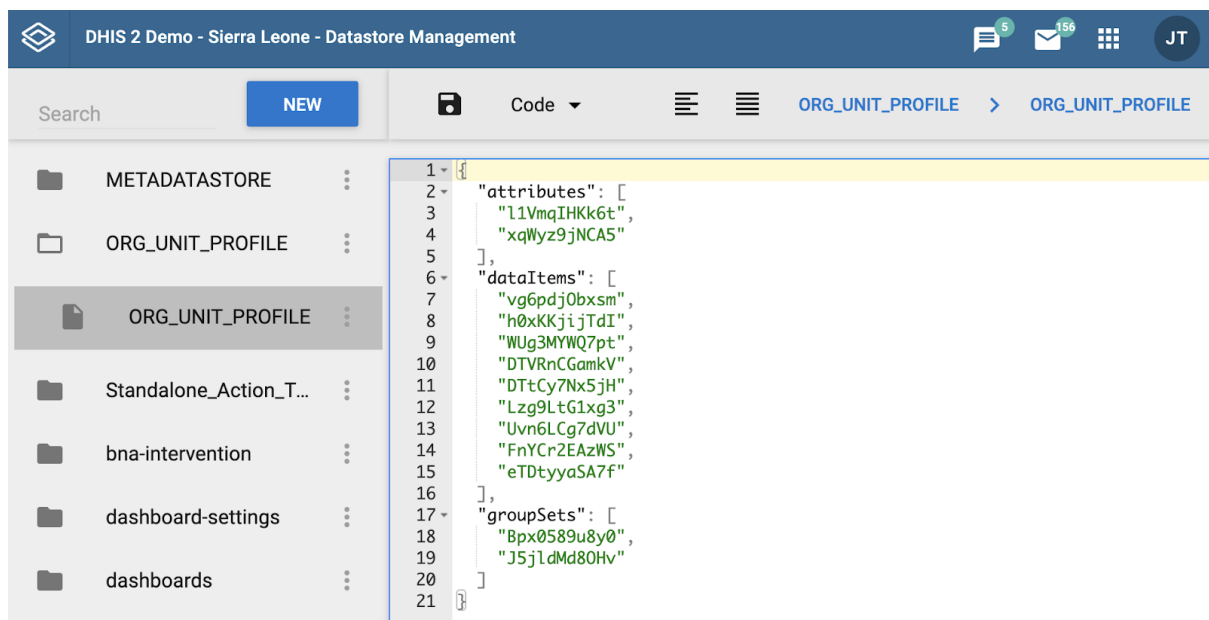 DHIS 2 Demo - Sierra Leone - Datastore Management
5
156
JT
Search
NEW
Code
ORG_UNIT_PROFILE > ORG_UNIT_PROFILE
METADATASTORE
ORG_UNIT_PROFILE
ORG_UNIT_PROFILE
Standalone_Action_T...
bna-intervention
dashboard-settings
dashboards
1 {
2 "attributes": [
3 "l1VmqIHKk6t",
4 "xqWyz9jNCA5"
5 ],
6 "dataItems": [
7 "vg6pdjObxsm",
8 "h0xKKjijTdI",
9 "WUg3MYWQ7pt",
10 "DTVRnCGamkV",
11 "DTtCy7Nx5jH",
12 "Lzg9LtG1xg3",
13 "Uvn6LCg7dVU",
14 "FnYCr2EAzWS",
15 "eTDtyyaSA7f"
16 ],
17 "groupSets": [
18 "Bpx0589u8y0",
19 "J5jldMd8OHv"
20 ]
21 }